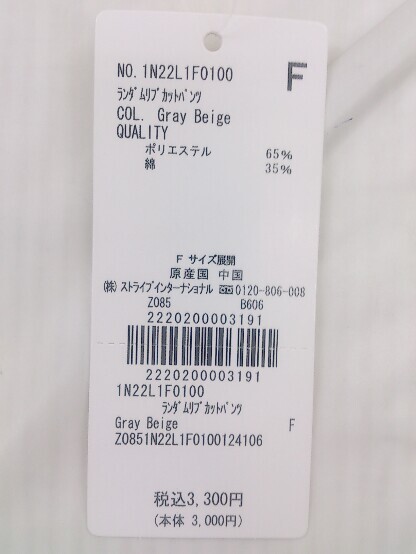 NO.1N22L1F0100
F
ﾗﾝﾀﾞﾑﾘﾌﾞｶｯﾄﾊﾟﾝﾂ
COL. Gray Beige
QUALITY
ポリエステル 65%
綿 35%
F サイズ展開
原産国 中国
(株) ストライプインターナショナル 0120-806-008
Z085 B606
2220200003191
2220200003191
1N22L1F0100
ﾗﾝﾀﾞﾑﾘﾌﾞｶｯﾄﾊﾟﾝﾂ
Gray Beige F
Z0851N22L1F0100124106
税込3,300円
(本体 3,000円)